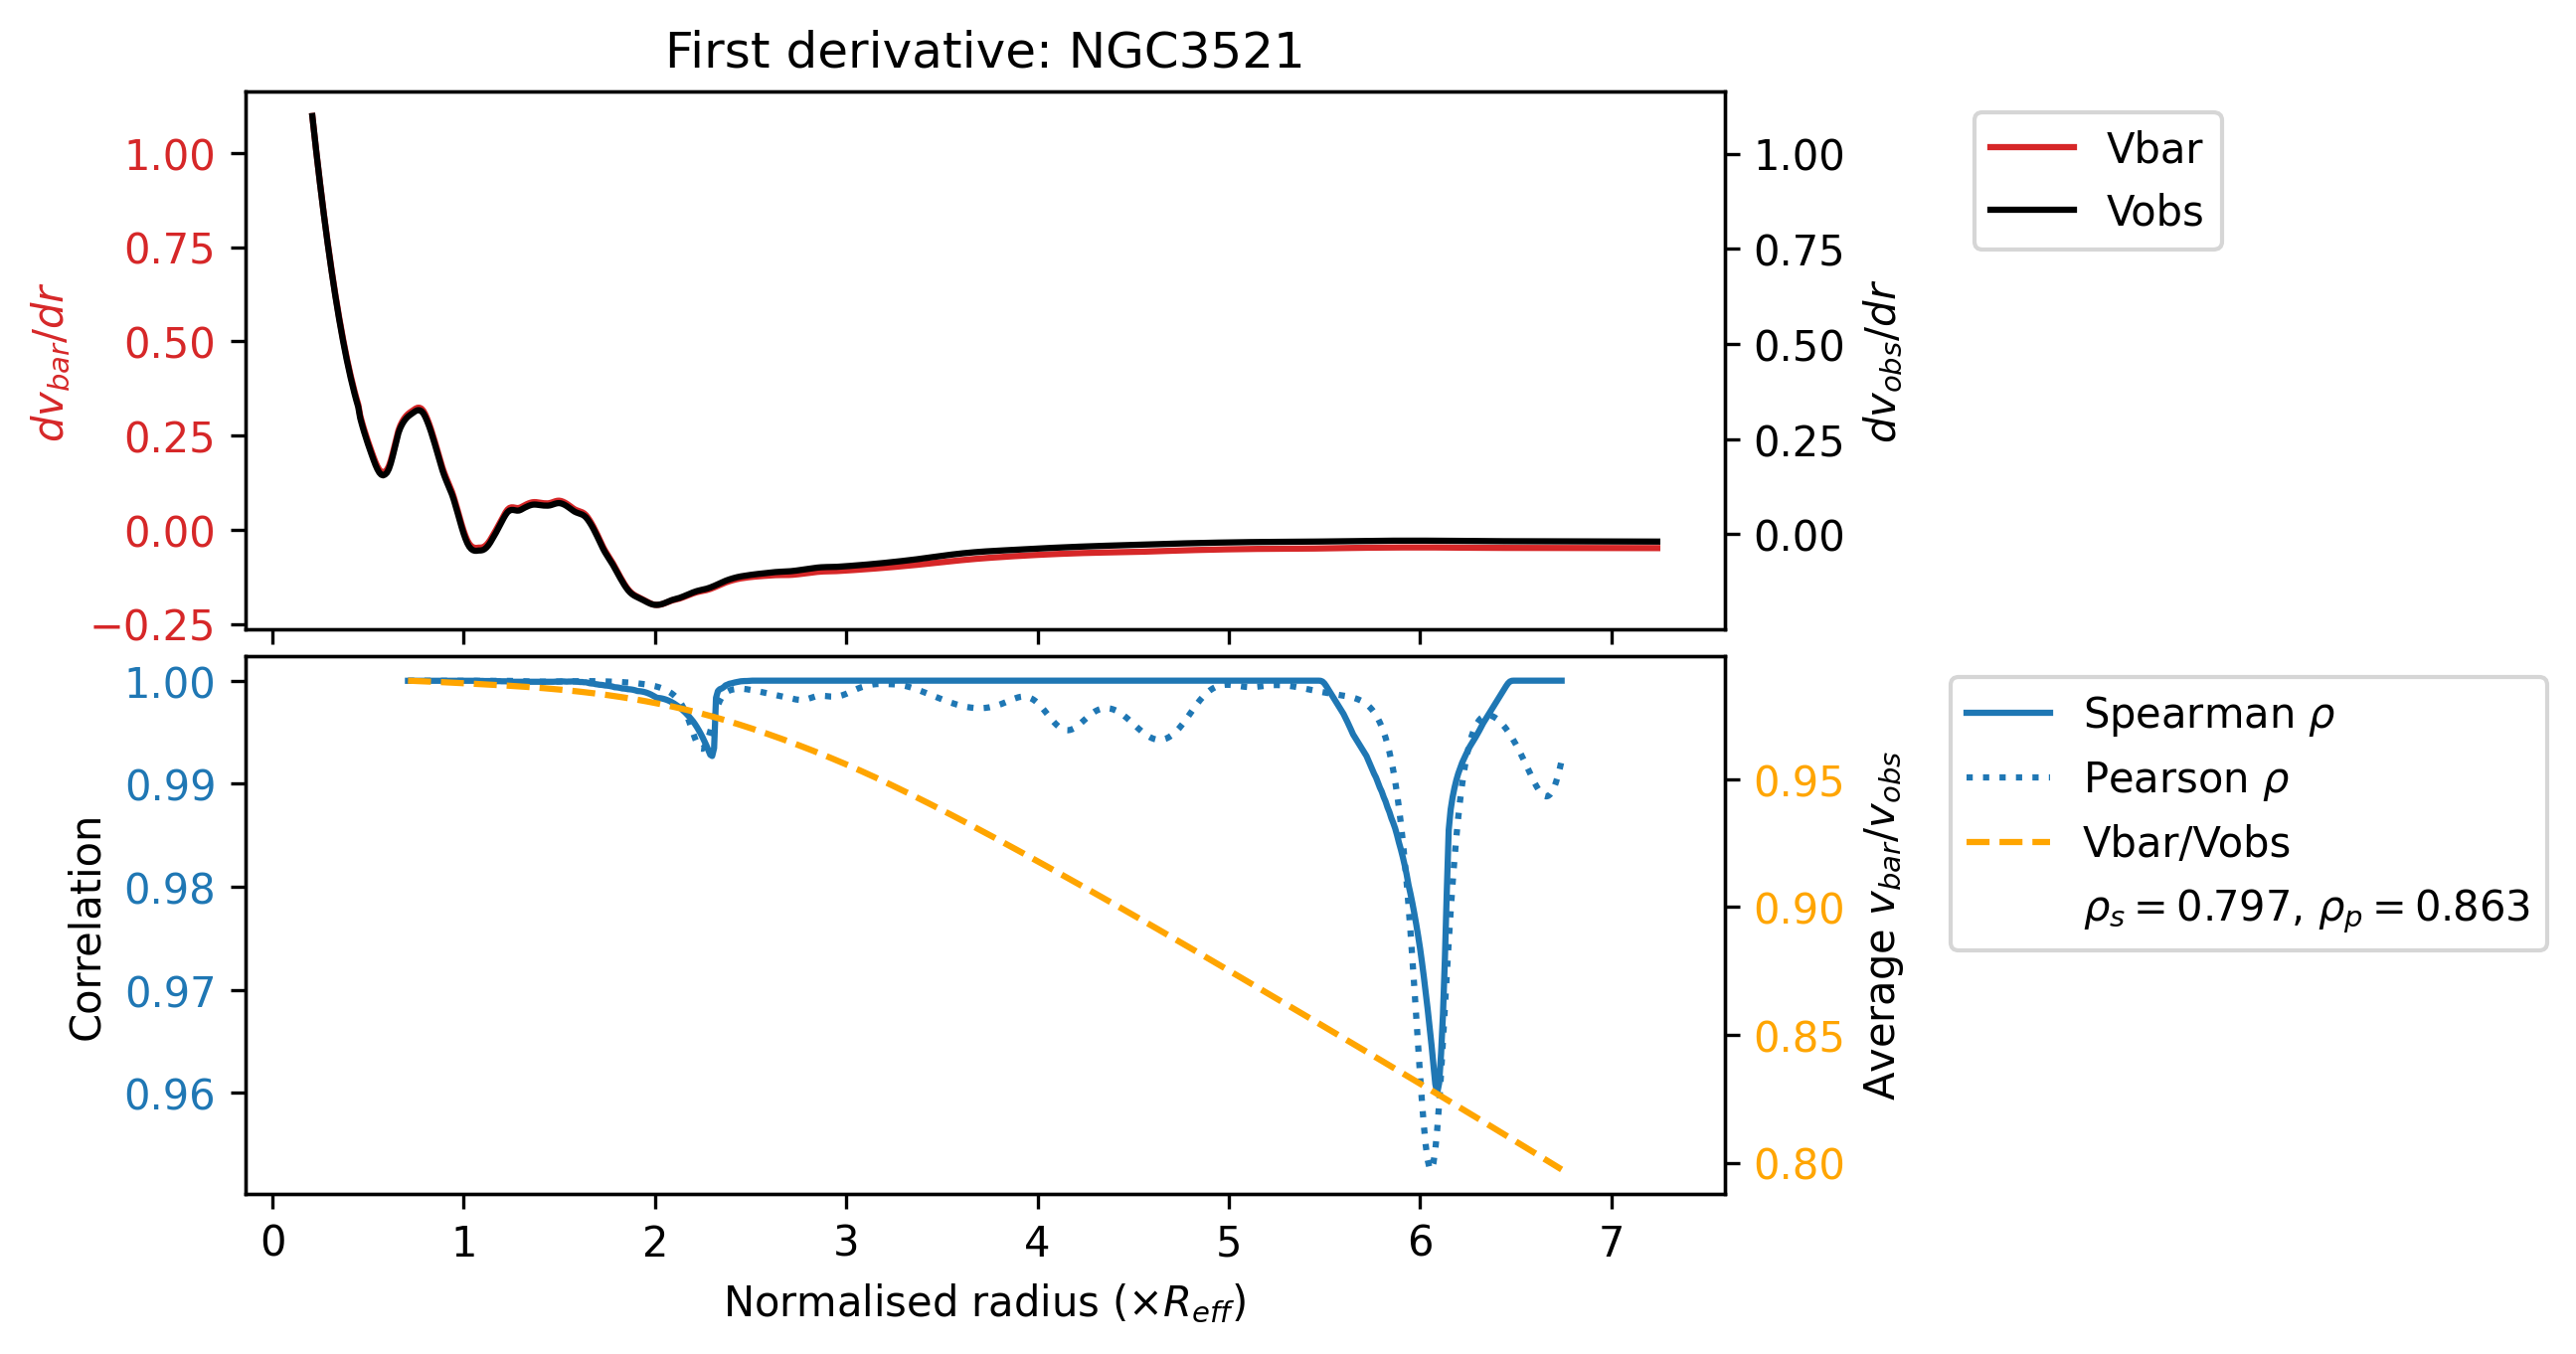 First derivative: NGC3521
1.00
0.75
0.50
0.25
0.00
−0.25
dv_bar/dr
1.00
0.75
0.50
0.25
0.00
dv_obs/dr
Vbar
Vobs
1.00
0.99
0.98
0.97
0.96
Correlation
0.95
0.90
0.85
0.80
Average v_bar/v_obs
Spearman ρ
Pearson ρ
Vbar/Vobs
ρ_s = 0.797, ρ_p = 0.863
0 1 2 3 4 5 6 7
Normalised radius (×R_eff)